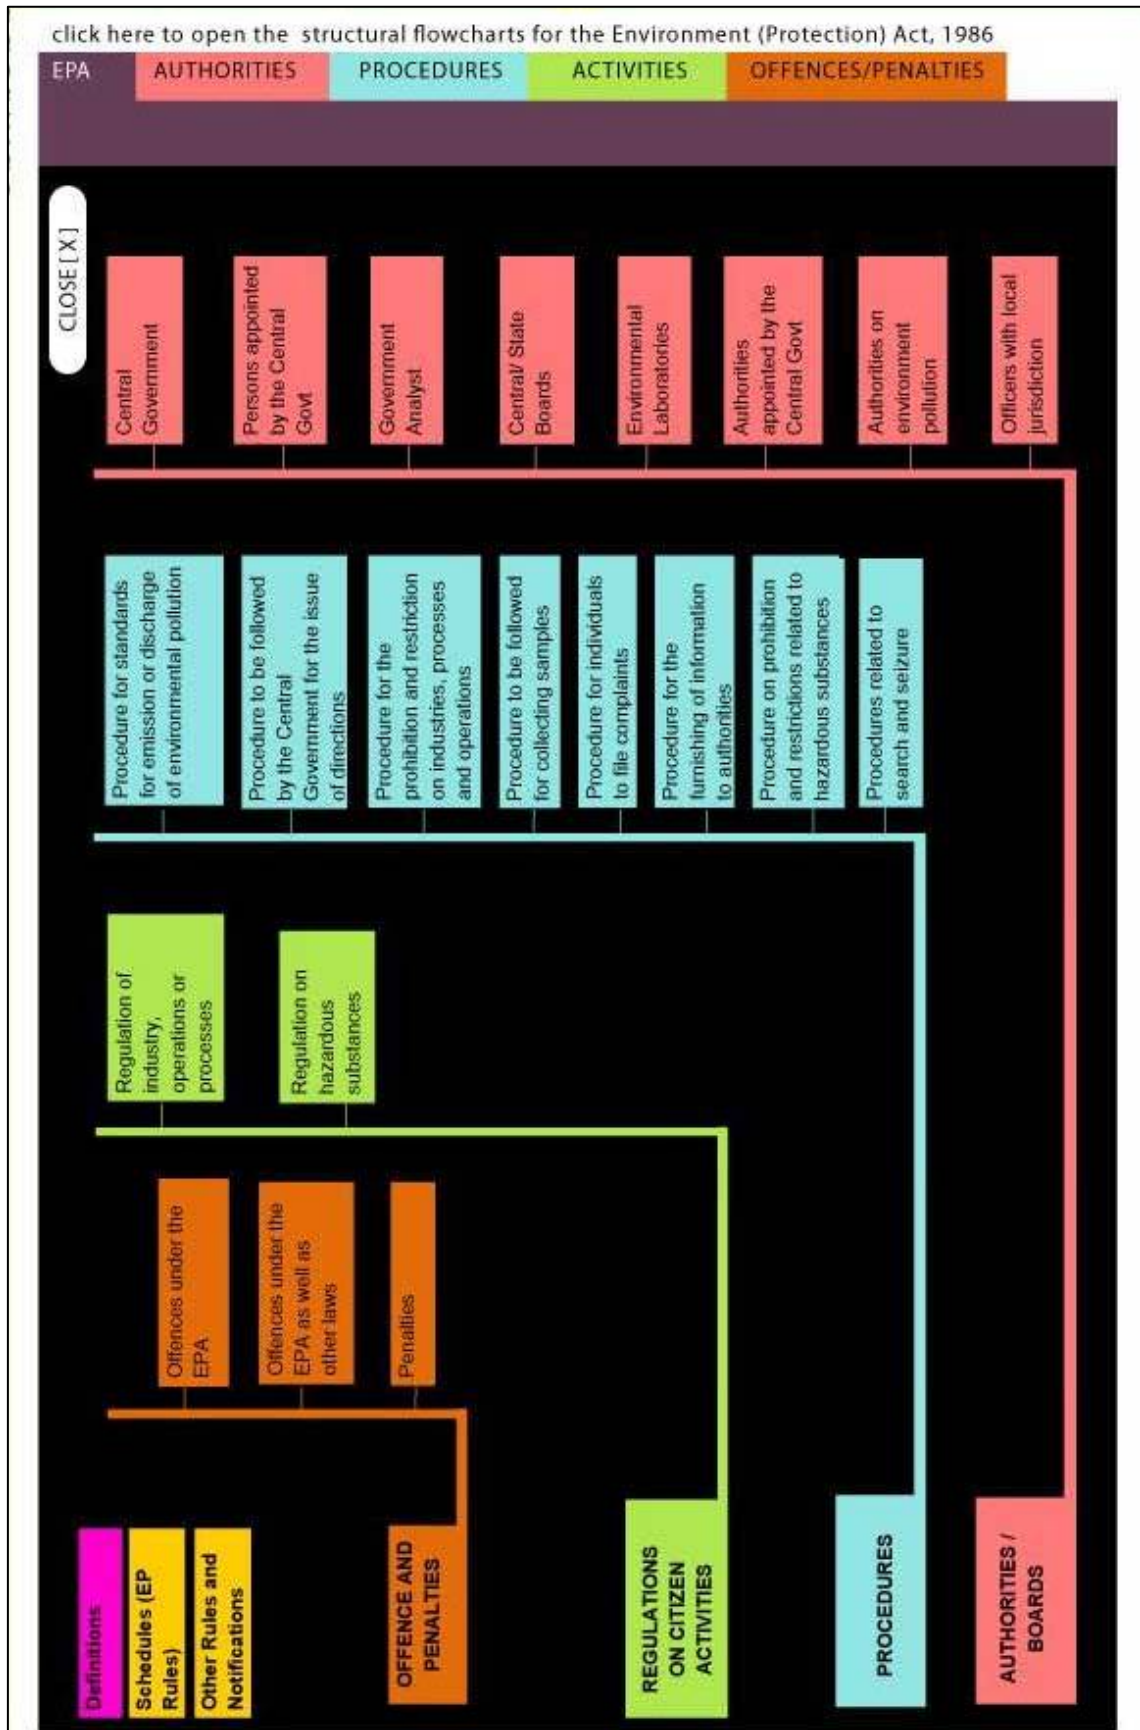 click here to open the structural flowcharts for the Environment (Protection) Act, 1986
EPA
AUTHORITIES
PROCEDURES
ACTIVITIES
OFFENCES/PENALTIES
CLOSE [ X ]
Definitions
Schedules (EP
Rules)
Other Rules and
Notifications
OFFENCE AND
PENALTIES
Offences under the
EPA
Offences under the
EPA as well as
other laws
Penalties
REGULATIONS
ON CITIZEN
ACTIVITIES
Regulation of
industry,
operations or
processes
Regulation on
hazardous
substances
PROCEDURES
Procedure for standards
for emission or discharge
of environmental pollution
Procedure to be followed
by the Central
Government for the issue
of directions
Procedure for the
prohibition and restriction
on industries, processes
and operations
Procedure to be followed
for collecting samples
Procedure for individuals
to file complaints
Procedure for the
furnishing of information
to authorities
Procedure on prohibition
and restrictions related to
hazardous substances
Procedures related to
search and seizure
AUTHORITIES /
BOARDS
Central
Government
Persons appointed
by the Central
Govt
Government
Analyst
Central/ State
Boards
Environmental
Laboratories
Authorities
appointed by the
Central Govt
Authorities on
environment
pollution
Officers with local
jurisdiction